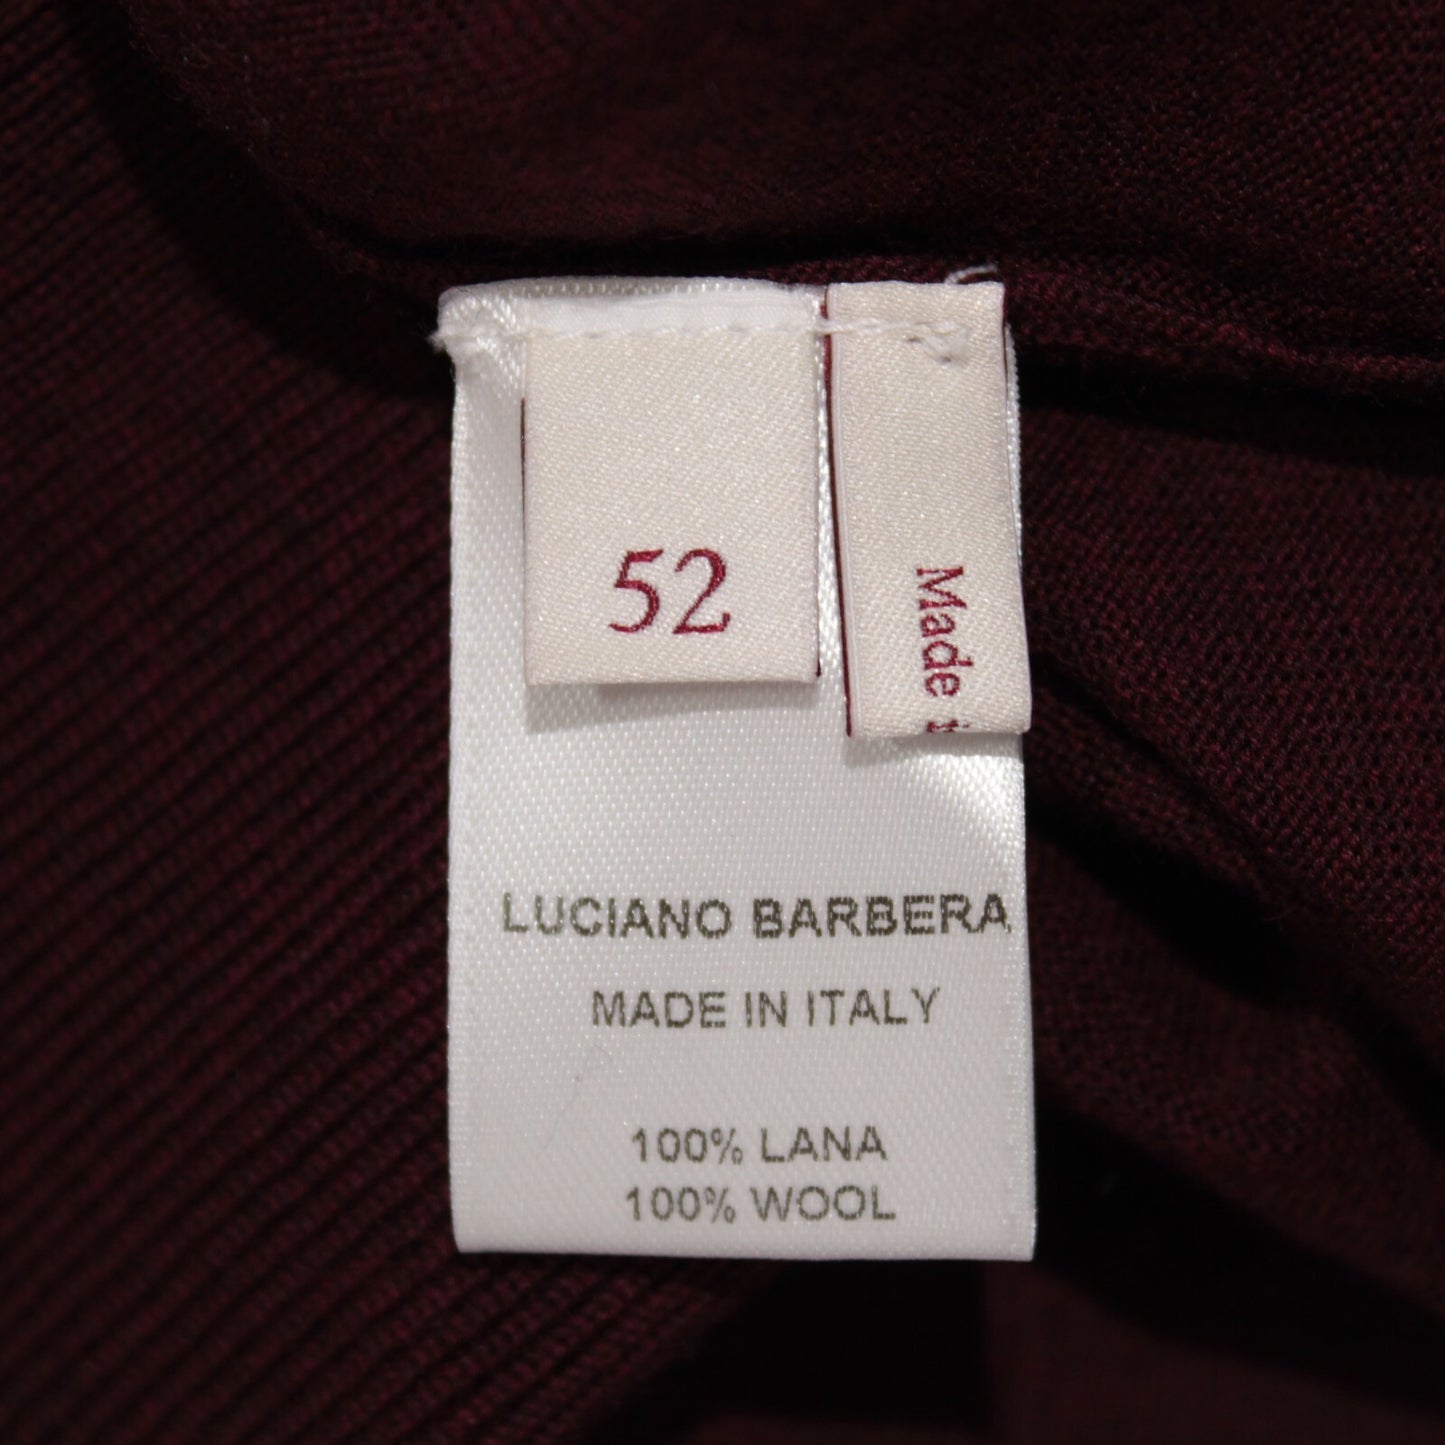 52
Made
LUCIANO BARBERA
MADE IN ITALY
100% LANA
100% WOOL